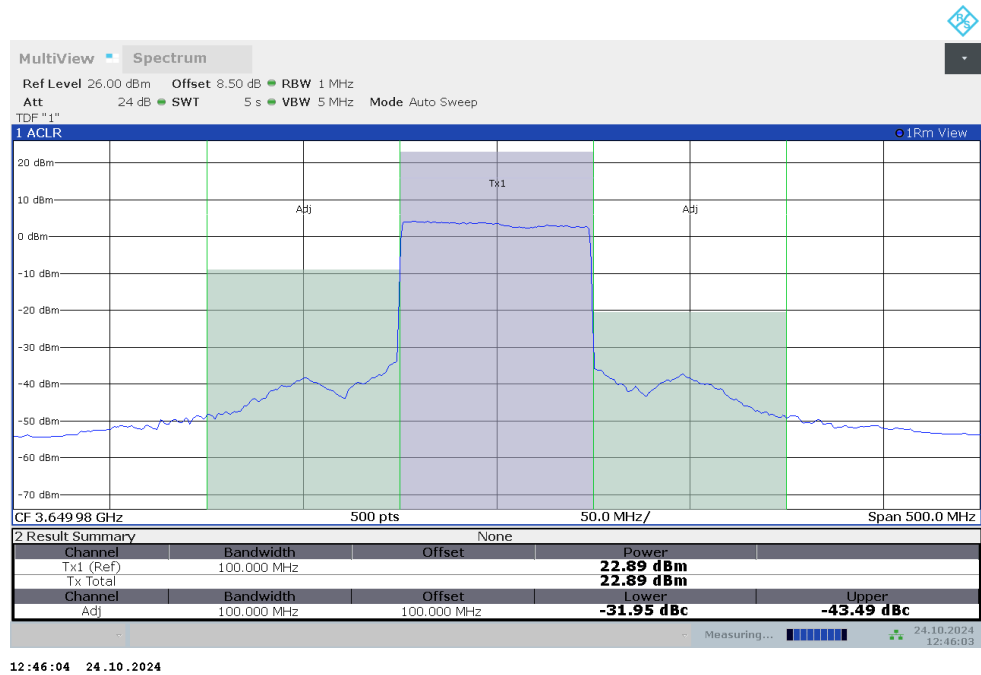 R&S
MultiView Spectrum
Ref Level 26.00 dBm Offset 8.50 dB RBW 1 MHz
Att 24 dB SWT 5 s VBW 5 MHz Mode Auto Sweep
TDF "1"
1 ACLR 1Rm View
20 dBm
Tx1
10 dBm
Adj Adj
0 dBm
-10 dBm
-20 dBm
-30 dBm
-40 dBm
-50 dBm
-60 dBm
-70 dBm
CF 3.64998 GHz 500 pts 50.0 MHz/ Span 500.0 MHz
2 Result Summary None
Channel Bandwidth Offset Power
Tx1 (Ref) 100.000 MHz 22.89 dBm
Tx Total 22.89 dBm
Channel Bandwidth Offset Lower Upper
Adj 100.000 MHz 100.000 MHz -31.95 dBc -43.49 dBc
Measuring... 24.10.2024
12:46:03
12:46:04 24.10.2024